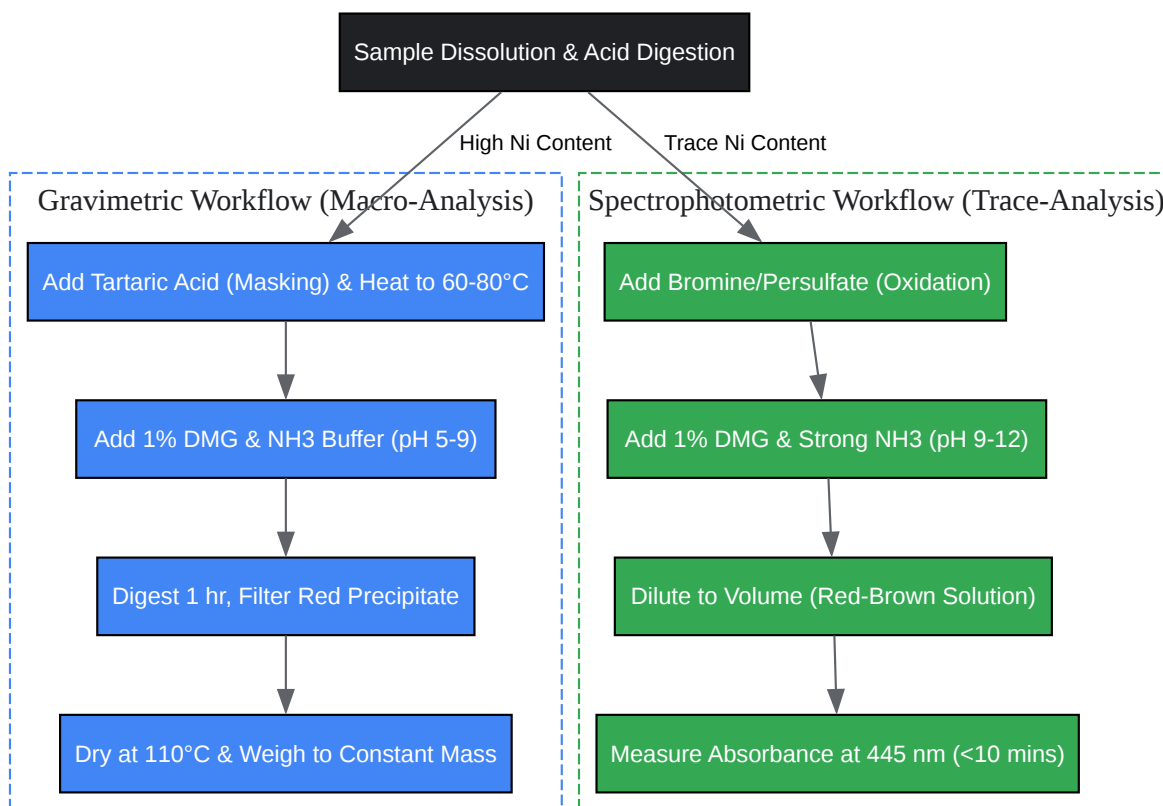 Sample Dissolution & Acid Digestion
High Ni Content
Trace Ni Content
Gravimetric Workflow (Macro-Analysis)
Add Tartaric Acid (Masking) & Heat to 60-80°C
Add 1% DMG & NH3 Buffer (pH 5-9)
Digest 1 hr, Filter Red Precipitate
Dry at 110°C & Weigh to Constant Mass
Spectrophotometric Workflow (Trace-Analysis)
Add Bromine/Persulfate (Oxidation)
Add 1% DMG & Strong NH3 (pH 9-12)
Dilute to Volume (Red-Brown Solution)
Measure Absorbance at 445 nm (<10 mins)